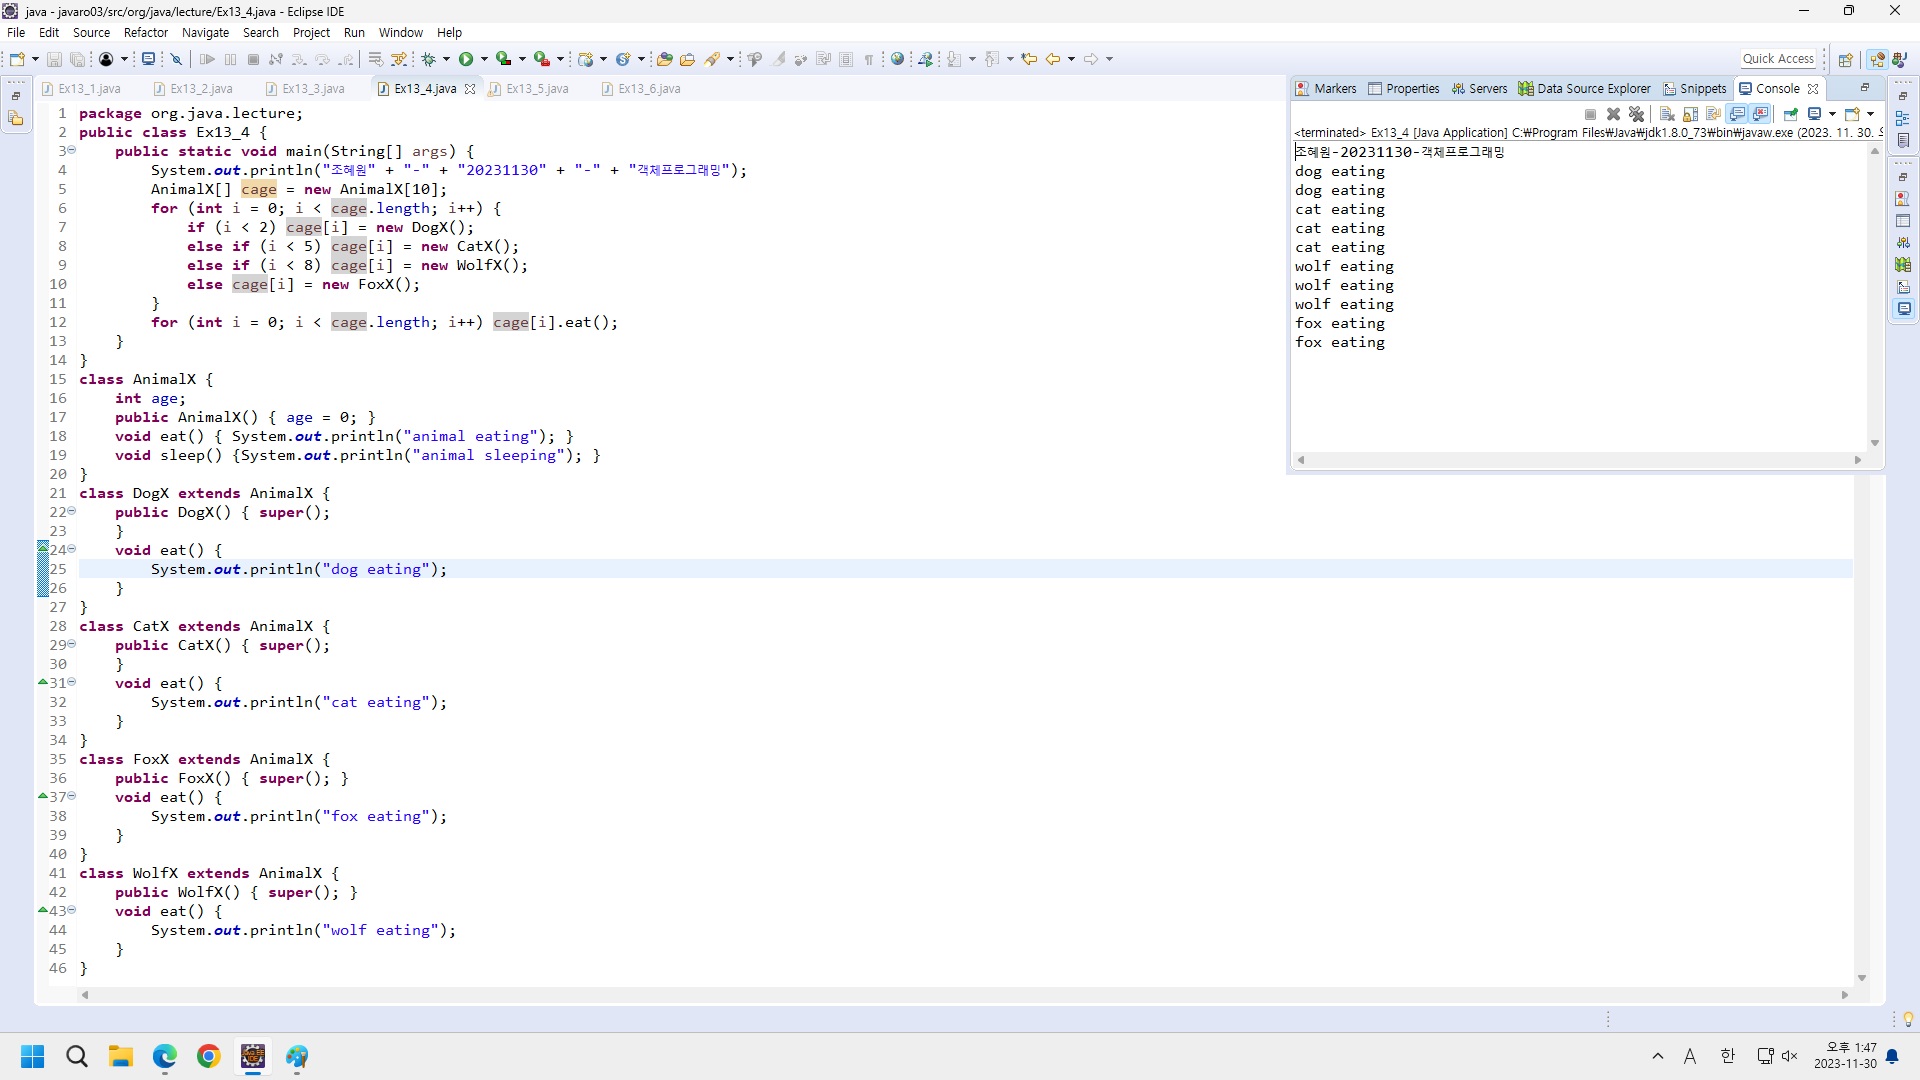 java - javaro03/src/org/java/lecture/Ex13_4.java - Eclipse IDE
File Edit Source Refactor Navigate Search Project Run Window Help
Quick Access
Ex13_1.java Ex13_2.java Ex13_3.java Ex13_4.java Ex13_5.java Ex13_6.java
1 package org.java.lecture;
2 public class Ex13_4 {
3     public static void main(String[] args) {
4         System.out.println("조혜원" + "-" + "20231130" + "-" + "객체프로그래밍");
5         AnimalX[] cage = new AnimalX[10];
6         for (int i = 0; i < cage.length; i++) {
7             if (i < 2) cage[i] = new DogX();
8             else if (i < 5) cage[i] = new CatX();
9             else if (i < 8) cage[i] = new WolfX();
10             else cage[i] = new FoxX();
11         }
12         for (int i = 0; i < cage.length; i++) cage[i].eat();
13     }
14 }
15 class AnimalX {
16     int age;
17     public AnimalX() { age = 0; }
18     void eat() { System.out.println("animal eating"); }
19     void sleep() {System.out.println("animal sleeping"); }
20 }
21 class DogX extends AnimalX {
22     public DogX() { super();
23     }
24     void eat() {
25         System.out.println("dog eating");
26     }
27 }
28 class CatX extends AnimalX {
29     public CatX() { super();
30     }
31     void eat() {
32         System.out.println("cat eating");
33     }
34 }
35 class FoxX extends AnimalX {
36     public FoxX() { super(); }
37     void eat() {
38         System.out.println("fox eating");
39     }
40 }
41 class WolfX extends AnimalX {
42     public WolfX() { super(); }
43     void eat() {
44         System.out.println("wolf eating");
45     }
46 }
Markers Properties Servers Data Source Explorer Snippets Console
<terminated> Ex13_4 [Java Application] C:₩Program Files₩Java₩jdk1.8.0_73₩bin₩javaw.exe (2023. 11. 30.
조혜원-20231130-객체프로그래밍
dog eating
dog eating
cat eating
cat eating
cat eating
wolf eating
wolf eating
wolf eating
fox eating
fox eating
A 한 오후 1:47
2023-11-30